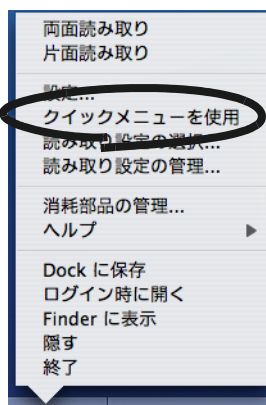 両面読み取り
片面読み取り
設定...
クイックメニューを使用
読み取り設定の選択...
読み取り設定の管理...
消耗部品の管理...
ヘルプ
Dock に保存
ログイン時に開く
Finder に表示
隠す
終了